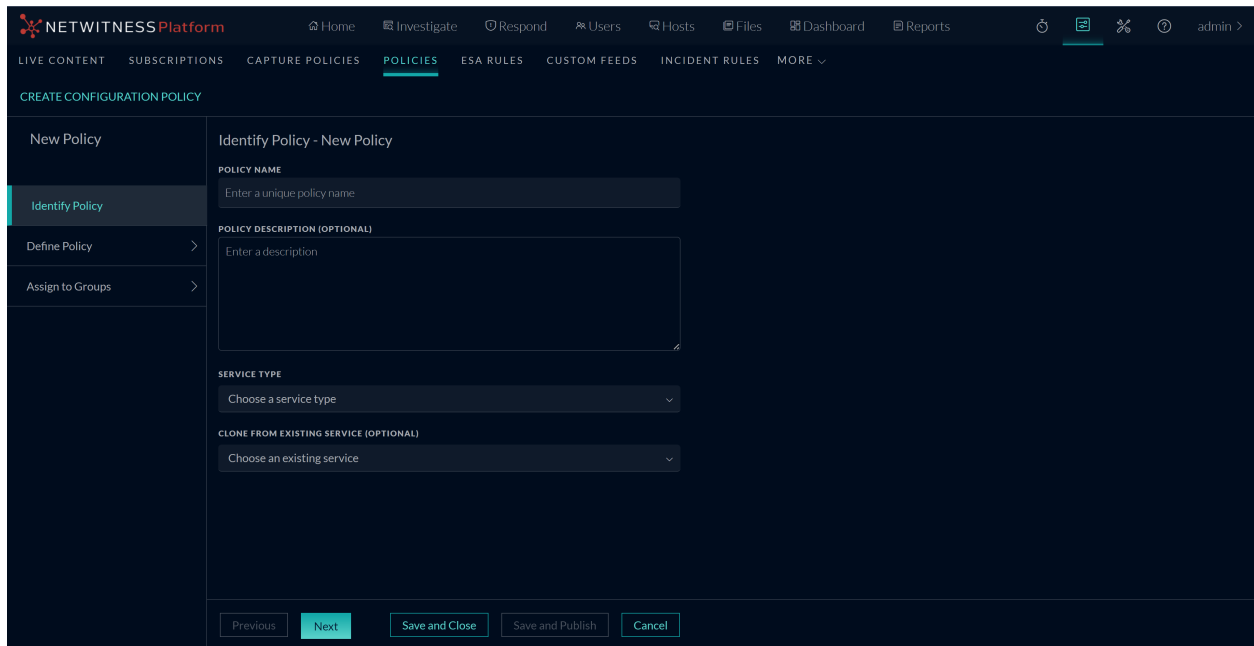 NETWITNESS Platform Home Investigate Respond Users Hosts Files Dashboard Reports admin >
LIVE CONTENT SUBSCRIPTIONS CAPTURE POLICIES POLICIES ESA RULES CUSTOM FEEDS INCIDENT RULES MORE
CREATE CONFIGURATION POLICY
New Policy
Identify Policy
Define Policy
Assign to Groups
Identify Policy - New Policy
POLICY NAME
Enter a unique policy name
POLICY DESCRIPTION (OPTIONAL)
Enter a description
SERVICE TYPE
Choose a service type
CLONE FROM EXISTING SERVICE (OPTIONAL)
Choose an existing service
Previous Next Save and Close Save and Publish Cancel